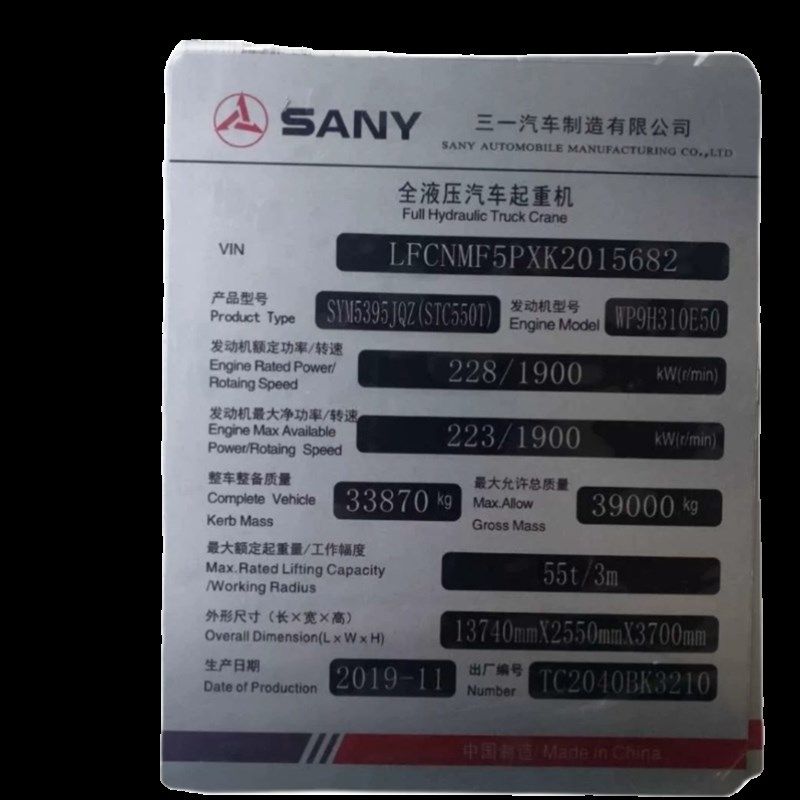 SANY 三一汽车制造有限公司
SANY AUTOMOBILE MANUFACTURING CO.,LTD
全液压汽车起重机
Full Hydraulic Truck Crane
VIN LFCNMF5PXK2015682
产品型号 发动机型号
Product Type SYM5395JQZ(STC550T) Engine Model WP9H310E50
发动机额定功率/转速
Engine Rated Power/ 228/1900 kW(r/min)
Rotaing Speed
发动机最大净功率/转速
Engine Max Available 223/1900 kW(r/min)
Power/Rotaing Speed
整车整备质量 最大允许总质量
Complete Vehicle 33870 kg Max.Allow 39000 kg
Kerb Mass Gross Mass
最大额定起重量/工作幅度
Max.Rated Lifting Capacity 55t/3m
/Working Radius
外形尺寸（长×宽×高）
Overall Dimension(L x W x H) 13740mmX2550mmX3700mm
生产日期 2019-11 出厂编号 TC2040BK3210
Date of Production Number
中国制造/Made in China